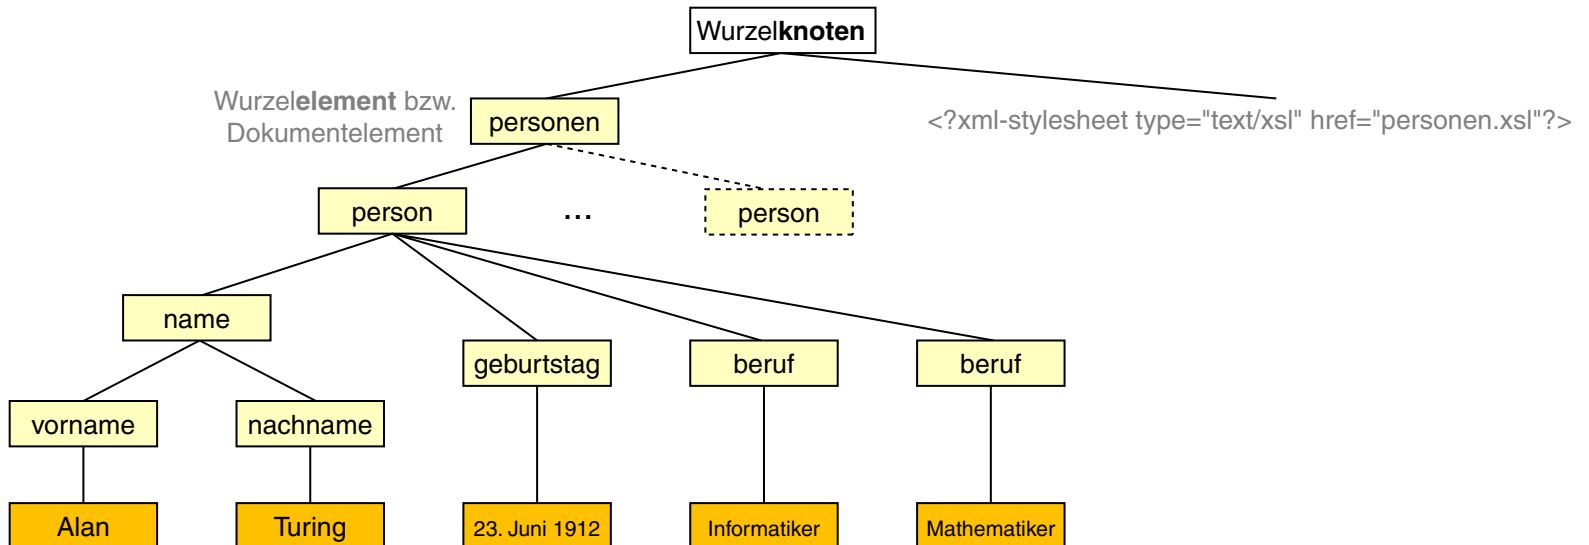 Wurzelknoten
Wurzelelement bzw.
Dokumentelement
personen
<?xml-stylesheet type="text/xsl" href="personen.xsl"?>
person
...
person
name
geburtstag
beruf
beruf
vorname
nachname
Alan
Turing
23. Juni 1912
Informatiker
Mathematiker